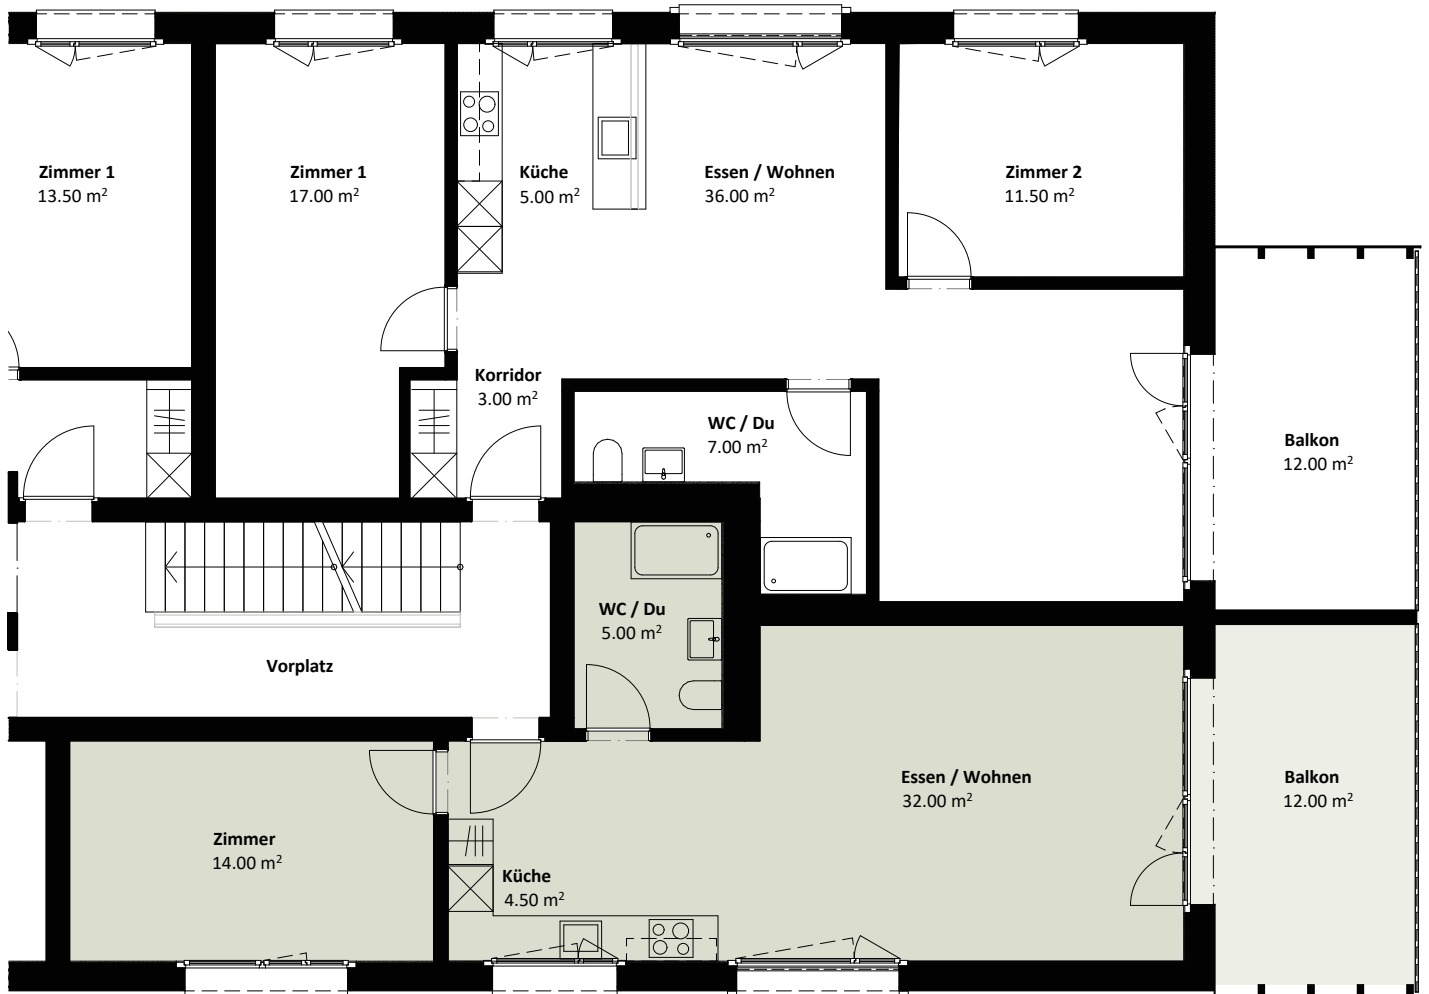 Zimmer 1
13.50 m²
Zimmer 1
17.00 m²
Küche
5.00 m²
Essen / Wohnen
36.00 m²
Zimmer 2
11.50 m²
Korridor
3.00 m²
WC / Du
7.00 m²
Balkon
12.00 m²
WC / Du
5.00 m²
Vorplatz
Essen / Wohnen
32.00 m²
Balkon
12.00 m²
Zimmer
14.00 m²
Küche
4.50 m²